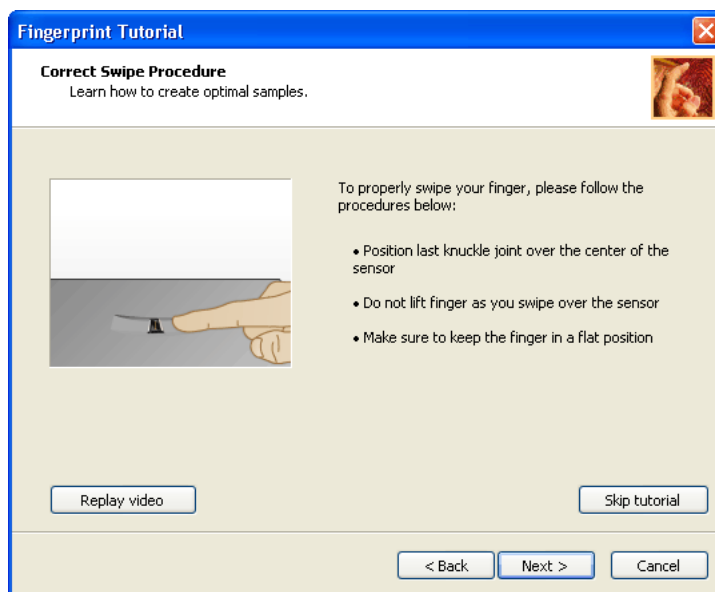 Fingerprint Tutorial
Correct Swipe Procedure
Learn how to create optimal samples.
To properly swipe your finger, please follow the
procedures below:
• Position last knuckle joint over the center of the
sensor
• Do not lift finger as you swipe over the sensor
• Make sure to keep the finger in a flat position
Replay video
Skip tutorial
< Back
Next >
Cancel